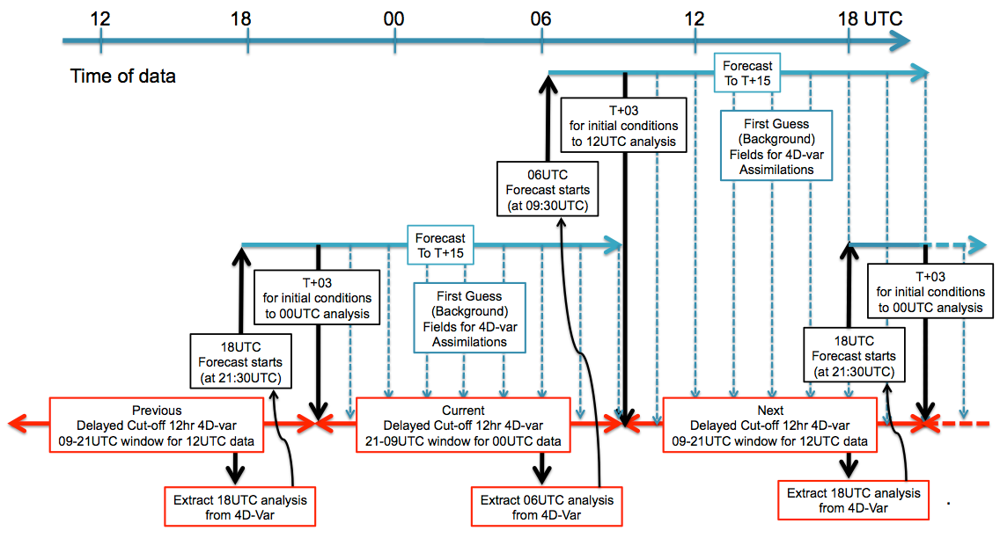 12 18 00 06 12 18 UTC
Time of data
Forecast
To T+15
T+03
for initial conditions
to 12UTC analysis
First Guess
(Background)
Fields for 4D-var
Assimilations
06UTC
Forecast starts
(at 09:30UTC)
Forecast
To T+15
T+03
for initial conditions
to 00UTC analysis
First Guess
(Background)
Fields for 4D-var
Assimilations
T+03
for initial conditions
to 00UTC analysis
18UTC
Forecast starts
(at 21:30UTC)
18UTC
Forecast starts
(at 21:30UTC)
Previous
Delayed Cut-off 12hr 4D-var
09-21UTC window for 12UTC data
Current
Delayed Cut-off 12hr 4D-var
21-09UTC window for 00UTC data
Next
Delayed Cut-off 12hr 4D-var
09-21UTC window for 12UTC data
Extract 18UTC analysis
from 4D-Var
Extract 06UTC analysis
from 4D-Var
Extract 18UTC analysis
from 4D-Var
.